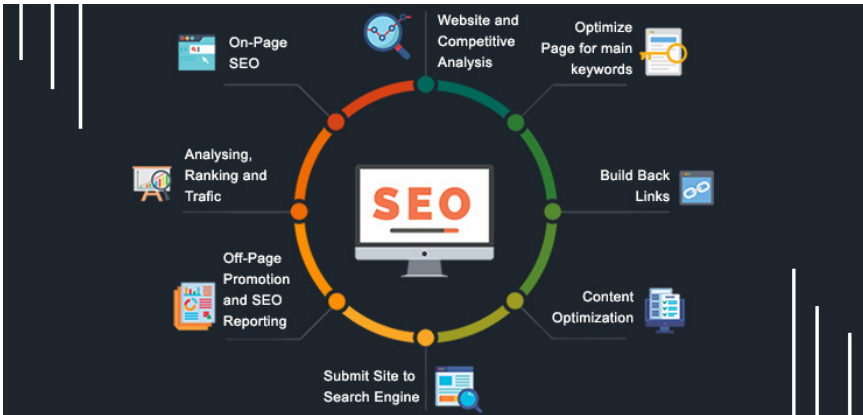 Website and
Competitive
Analysis
Optimize
Page for main
keywords
Build Back
Links
Content
Optimization
Submit Site to
Search Engine
Off-Page
Promotion
and SEO
Reporting
Analysing,
Ranking and
Trafic
On-Page
SEO
SEO